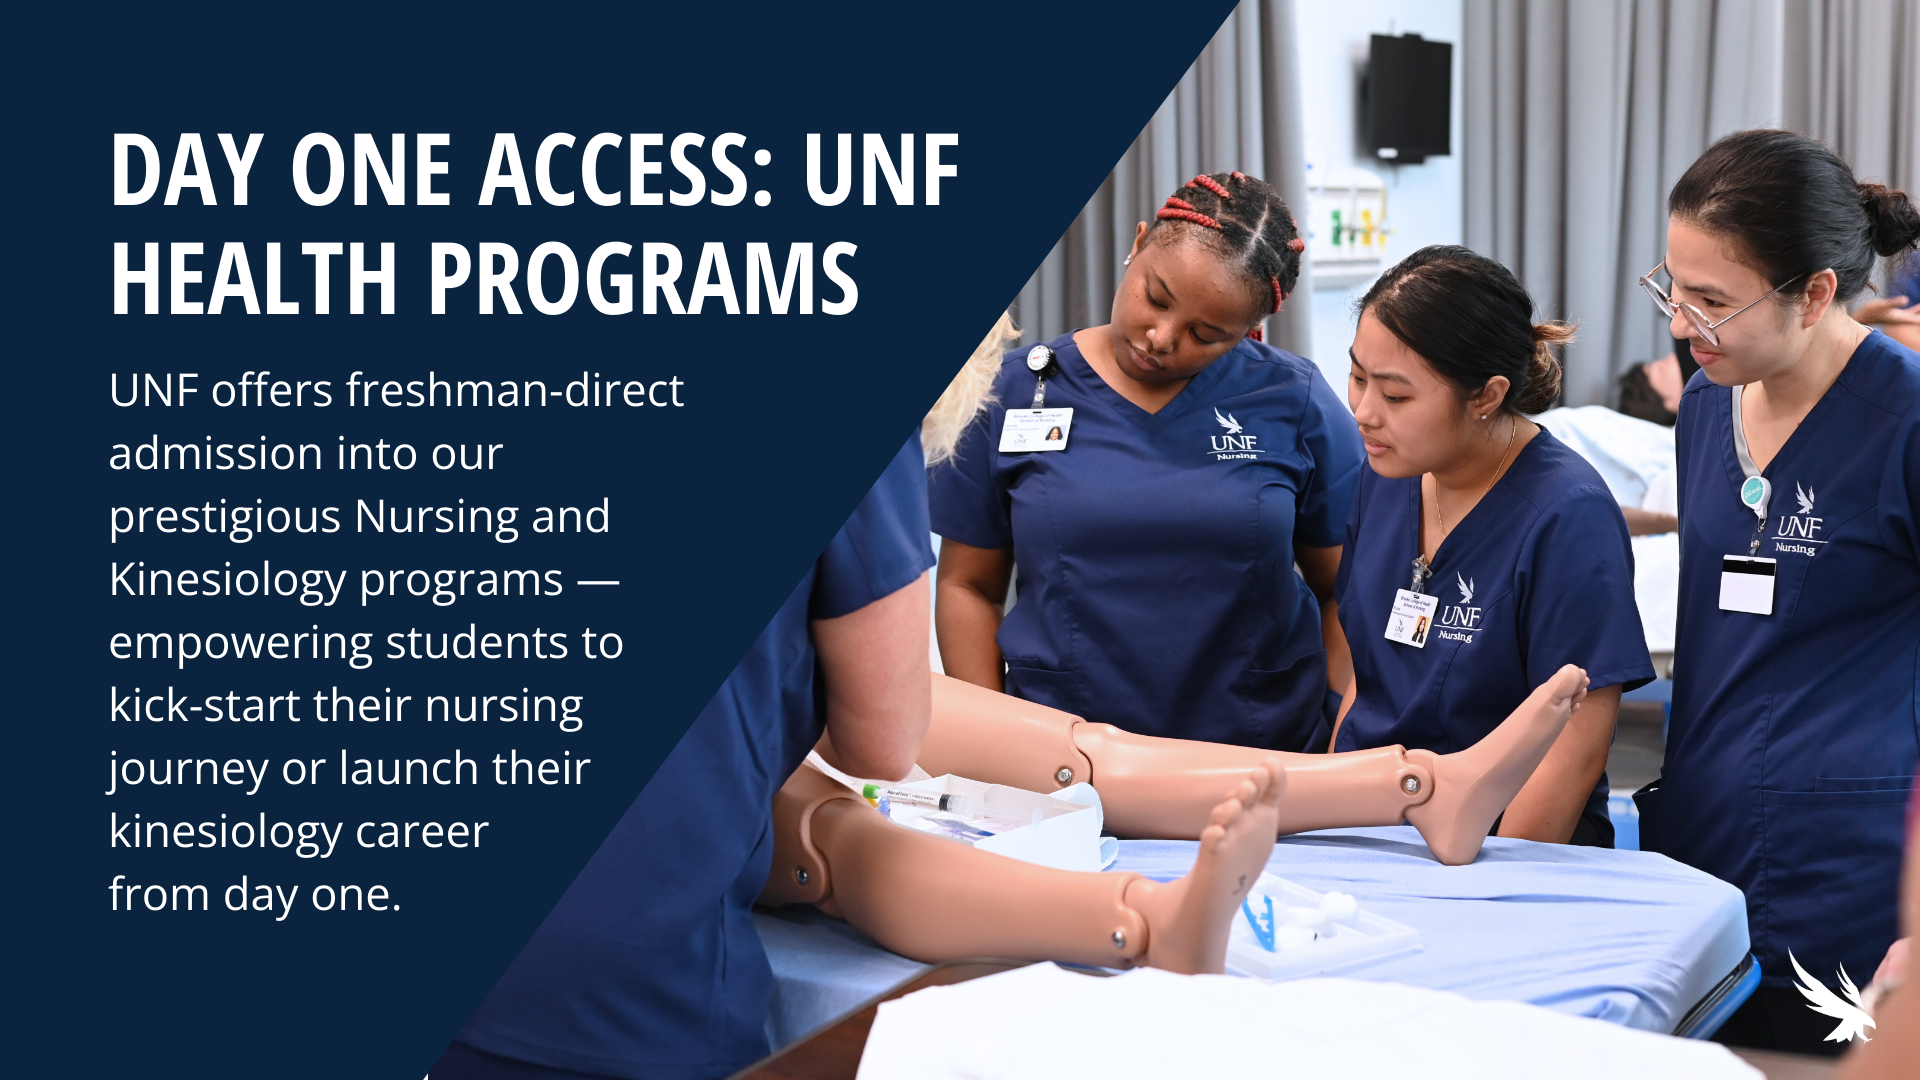 DAY ONE ACCESS: UNF
HEALTH PROGRAMS
UNF offers freshman-direct
admission into our
prestigious Nursing and
Kinesiology programs —
empowering students to
kick-start their nursing
journey or launch their
kinesiology career
from day one.
UNF
Nursing
UNF
Nursing
UNF
Nursing
UNF